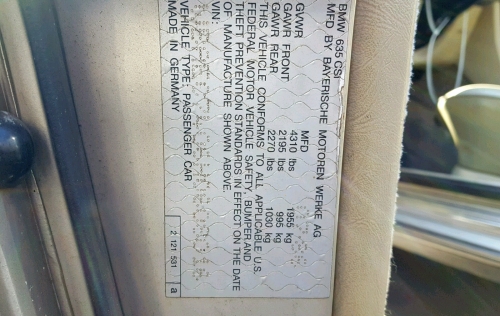 BMW 635 CSi
MFD BY BAYERISCHE MOTOREN WERKE AG
MFD
GVWR 4310 lbs 1955 kg
GAWR FRONT 2195 lbs 995 kg
GAWR REAR 2270 lbs 1030 kg
THIS VEHICLE CONFORMS TO ALL APPLICABLE U.S.
FEDERAL MOTOR VEHICLE SAFETY, BUMPER AND
THEFT PREVENTION STANDARDS IN EFFECT ON THE DATE
OF MANUFACTURE SHOWN ABOVE.
VIN:
VEHICLE TYPE: PASSENGER CAR
MADE IN GERMANY
2 121 531 a